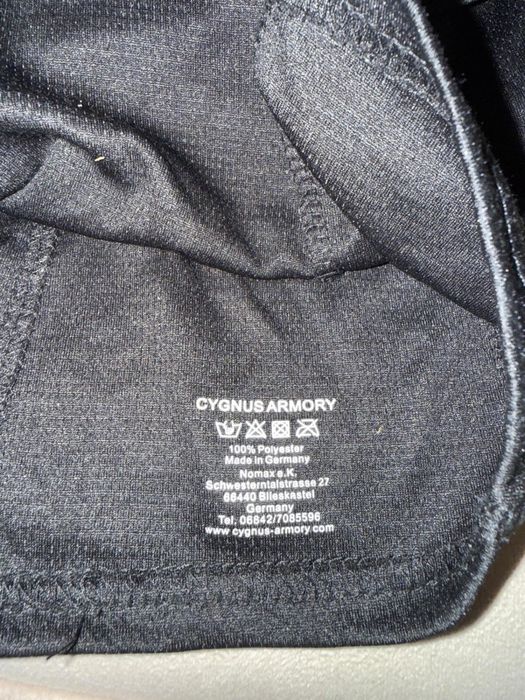 CYGNUS ARMORY
100% Polyester
Made in Germany
Nomax e.K.
Schwesterntalstrasse 27
66440 Blieskastel
Germany
Tel: 06842/7085596
www.cygnus-armory.com